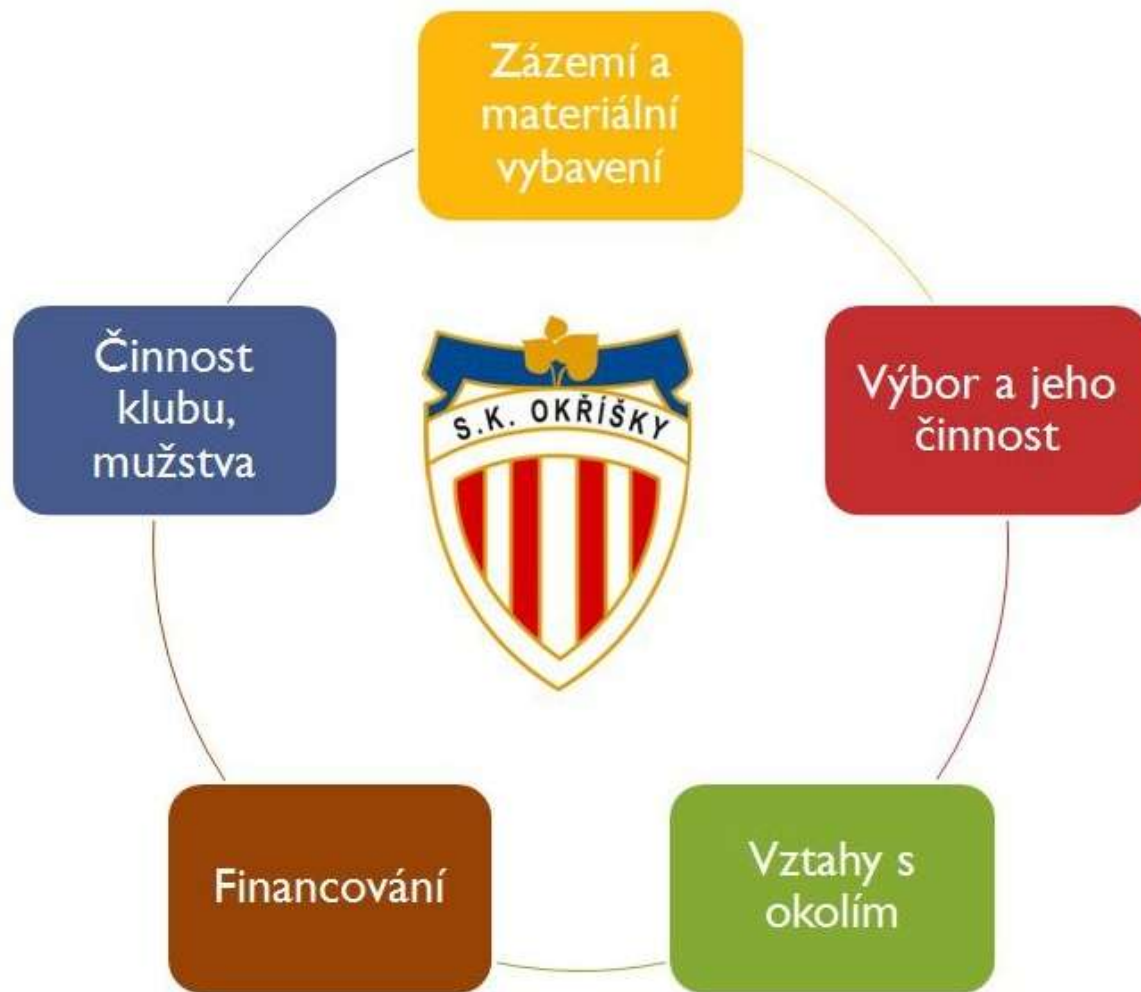 Zázemí a
materiální
vybavení
Činnost
klubu,
mužstva
S.K. OKŘÍŠKY
Výbor a jeho
činnost
Financování
Vztahy s
okolím